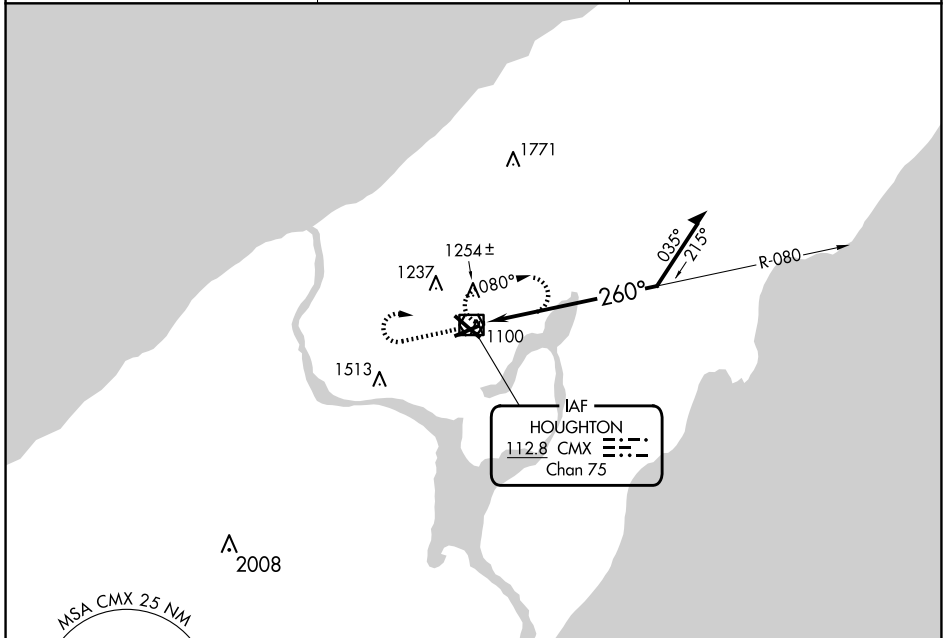 1771
1254±
1237
080°
035°
215°
R-080
260°
1100
1513
IAF
HOUGHTON
112.8 CMX
Chan 75
2008
MSA CMX 25 NM